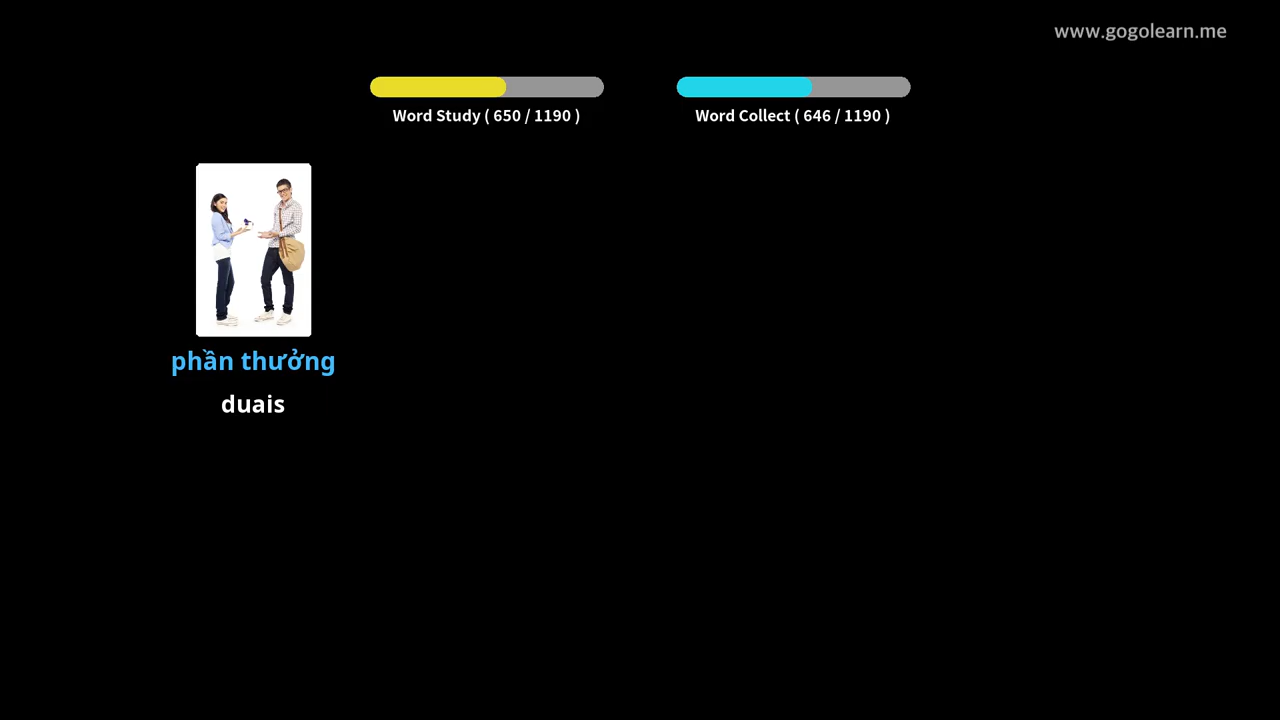 www.gogolearn.me
Word Study ( 650 / 1190 )
Word Collect ( 646 / 1190 )
phần thưởng
duais